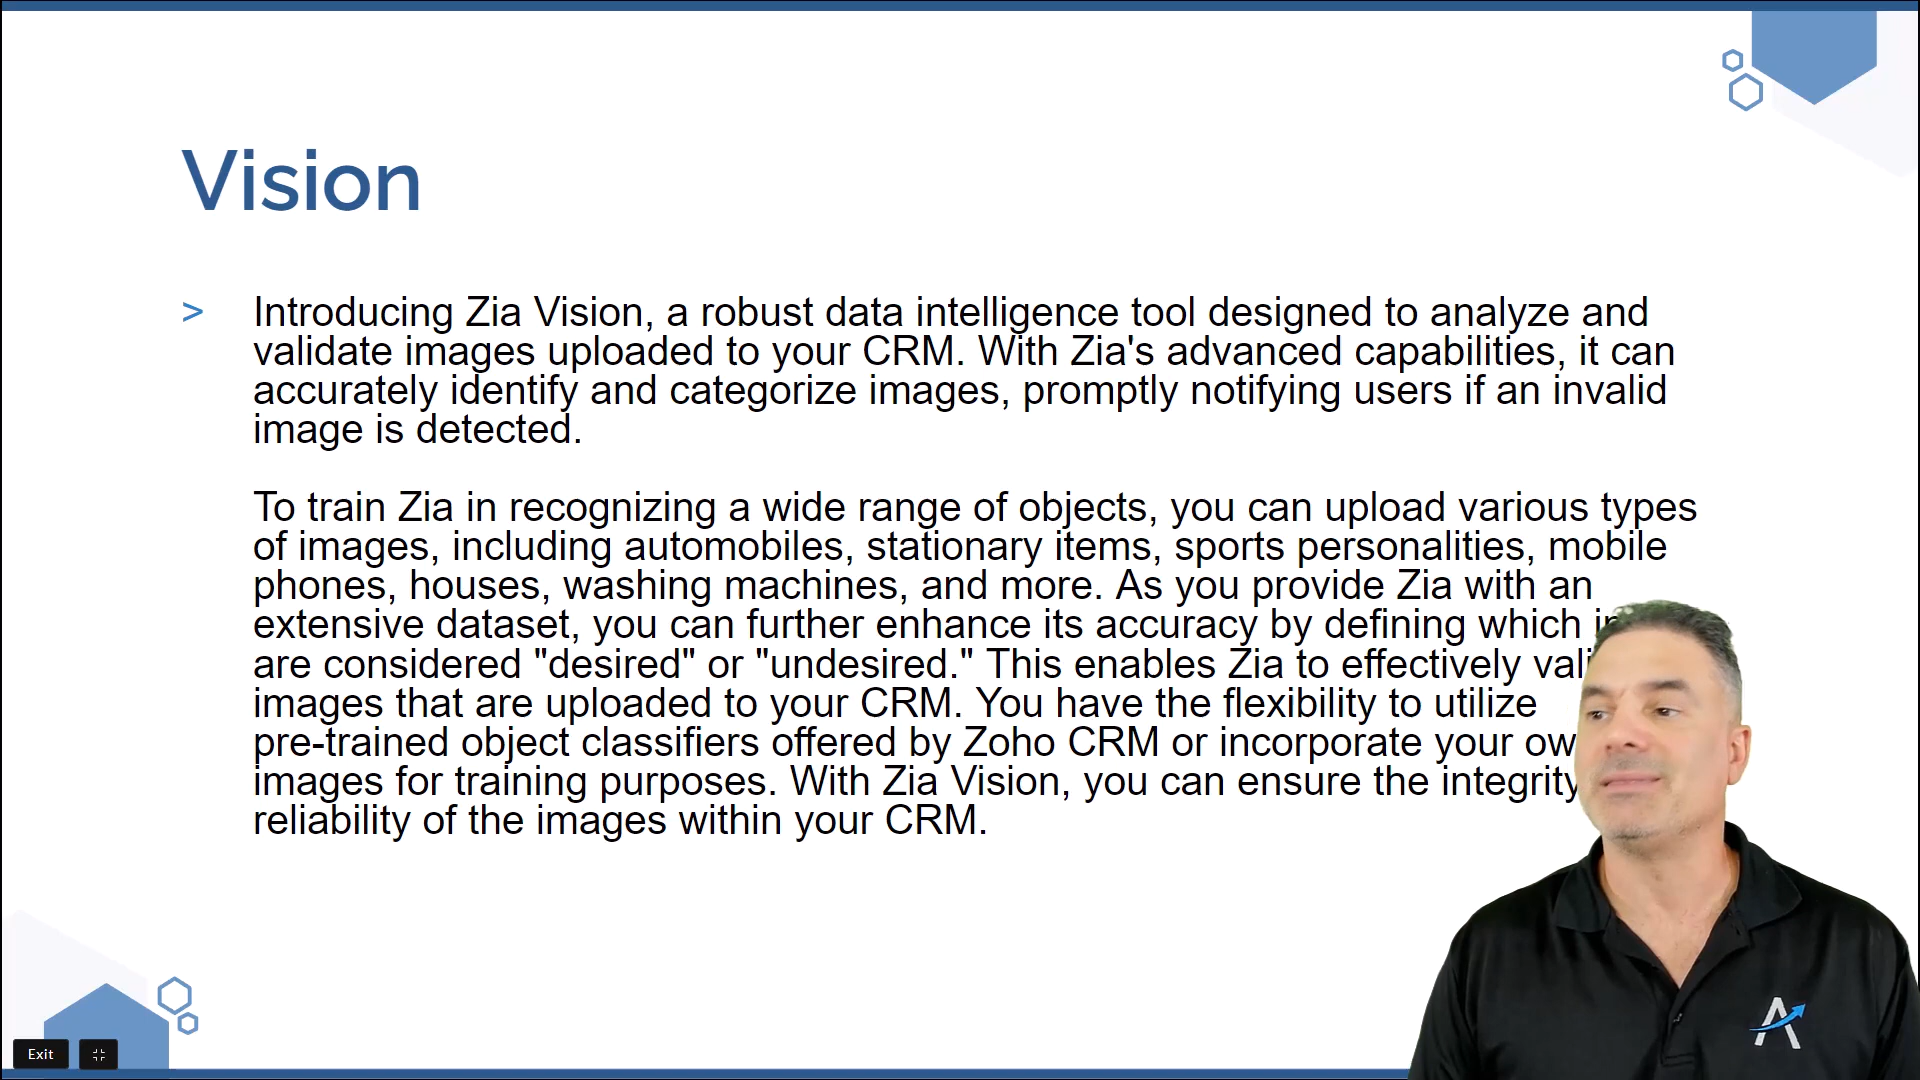 Vision
> Introducing Zia Vision, a robust data intelligence tool designed to analyze and
validate images uploaded to your CRM. With Zia's advanced capabilities, it can
accurately identify and categorize images, promptly notifying users if an invalid
image is detected.
To train Zia in recognizing a wide range of objects, you can upload various types
of images, including automobiles, stationary items, sports personalities, mobile
phones, houses, washing machines, and more. As you provide Zia with an
extensive dataset, you can further enhance its accuracy by defining which
are considered "desired" or "undesired." This enables Zia to effectively
images that are uploaded to your CRM. You have the flexibility to utilize
pre-trained object classifiers offered by Zoho CRM or incorporate your
images for training purposes. With Zia Vision, you can ensure the integrity
reliability of the images within your CRM.
Exit